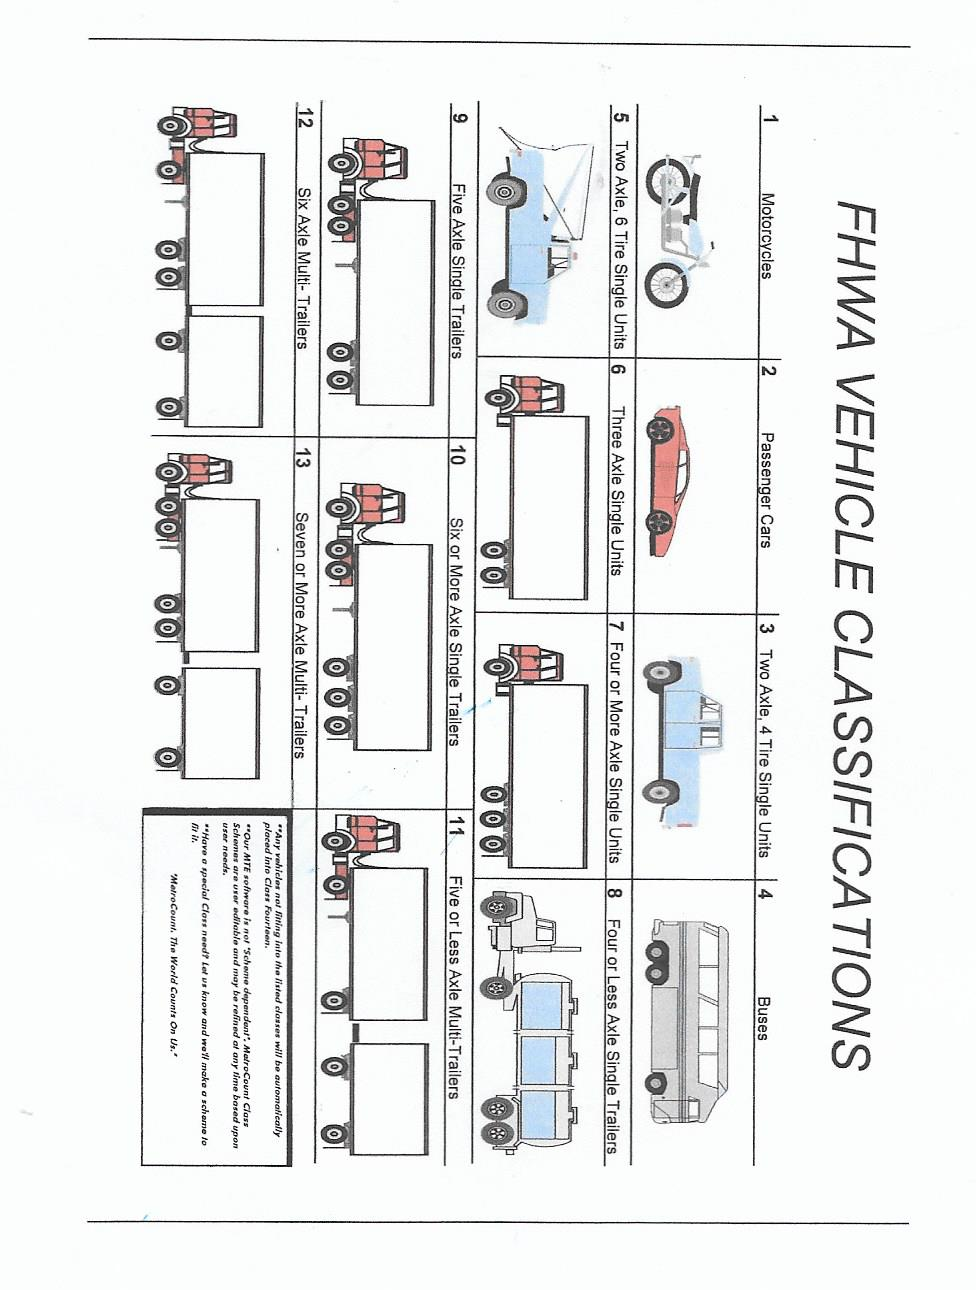 FHWA VEHICLE CLASSIFICATIONS
1 Motorcycles
2 Passenger Cars
3 Two Axle, 4 Tire Single Units
4 Buses
5 Two Axle, 6 Tire Single Units
6 Three Axle Single Units
7 Four or More Axle Single Units
8 Four or Less Axle Single Trailers
9 Five Axle Single Trailers
10 Six or More Axle Single Trailers
11 Five or Less Axle Multi-Trailers
12 Six Axle Multi- Trailers
13 Seven or More Axle Multi- Trailers
**Any vehicles not fitting into the listed classes will be automatically
placed into Class Fourteen.
**Our MTE software is not "Scheme dependent". MetroCount Class
Schemes are user editable and may be refined at any time based upon
user needs.
**Have a special Class need? Let us know and we'll make a scheme to
fit it.
"MetroCount. The World Counts On Us."